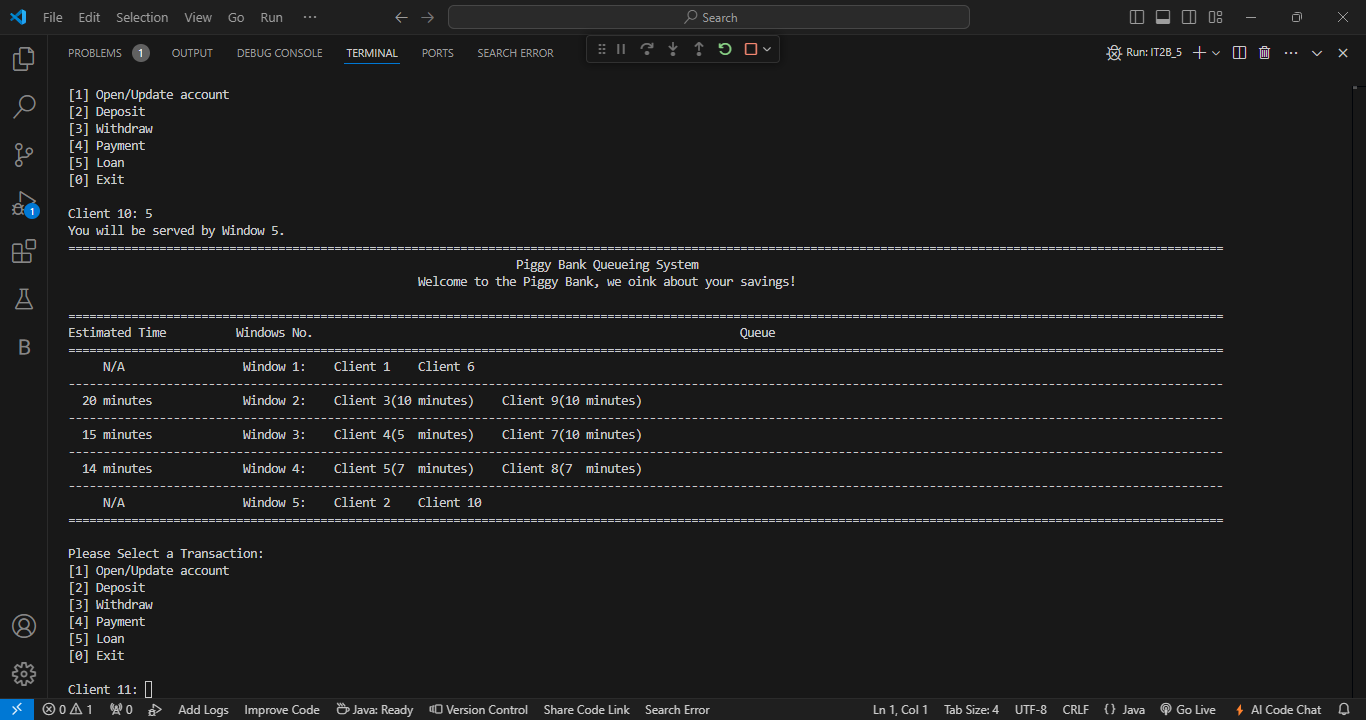 File Edit Selection View Go Run ··· Search
PROBLEMS 1 OUTPUT DEBUG CONSOLE TERMINAL PORTS SEARCH ERROR Run: IT2B_5
[1] Open/Update account
[2] Deposit
[3] Withdraw
[4] Payment
[5] Loan
[0] Exit
Client 10: 5
You will be served by Window 5.
=====================================================================================================================================================================
Piggy Bank Queueing System
Welcome to the Piggy Bank, we oink about your savings!
=====================================================================================================================================================================
Estimated Time Windows No. Queue
=====================================================================================================================================================================
N/A Window 1: Client 1 Client 6
---------------------------------------------------------------------------------------------------------------------------------------------------------------------
20 minutes Window 2: Client 3(10 minutes) Client 9(10 minutes)
---------------------------------------------------------------------------------------------------------------------------------------------------------------------
15 minutes Window 3: Client 4(5  minutes) Client 7(10 minutes)
---------------------------------------------------------------------------------------------------------------------------------------------------------------------
14 minutes Window 4: Client 5(7  minutes) Client 8(7  minutes)
---------------------------------------------------------------------------------------------------------------------------------------------------------------------
N/A Window 5: Client 2 Client 10
=====================================================================================================================================================================
Please Select a Transaction:
[1] Open/Update account
[2] Deposit
[3] Withdraw
[4] Payment
[5] Loan
[0] Exit
Client 11:
1
B
0 1 0 Add Logs Improve Code Java: Ready Version Control Share Code Link Search Error Ln 1, Col 1 Tab Size: 4 UTF-8 CRLF {} Java Go Live AI Code Chat